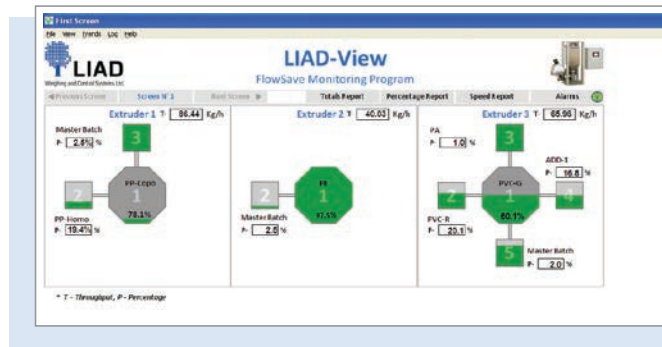 First Screen
File View Trends Log Help
LIAD
Weighing and Control Systems Ltd.
LIAD-View
FlowSave Monitoring Program
Previous Screen Screen N° 1 Next Screen Totals Report Percentage Report Speed Report Alarms
Extruder 1 T- 86.44 Kg/h
Master Batch
P- 2.5% %
3
2
PP-Copo
1
78.1%
PP-Homo
P- 19.4% %
Extruder 2 T- 40.03 Kg/h
2
1
97.5%
Master Batch
P- 2.5 %
Extruder 3 T- 65.96 Kg/h
PA
P- 1.0 %
3
ADD-1
P- 16.8 %
2
PVC-G
1
60.1%
4
PVC-R
P- 20.1 %
5
Master Batch
P- 2.0 %
* T - Throughput, P - Percentage